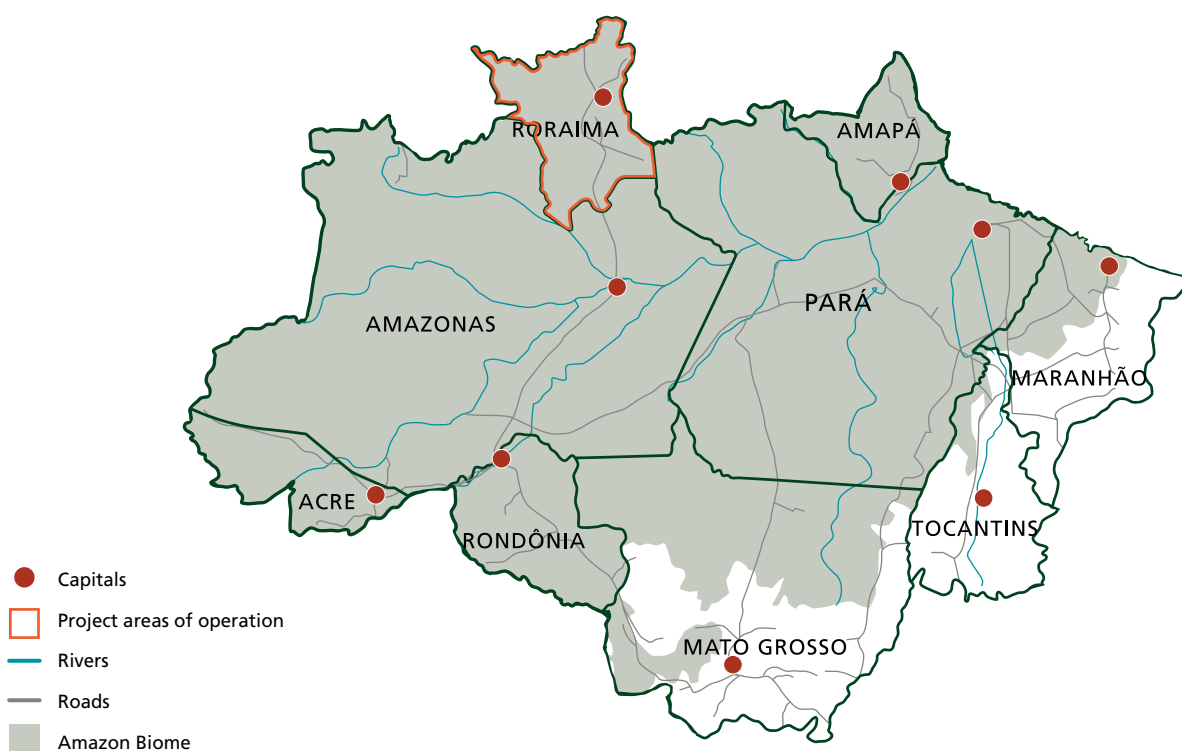 RORAIMA
AMAPÁ
AMAZONAS
PARÁ
MARANHÃO
ACRE
RONDÔNIA
TOCANTINS
MATO GROSSO
Capitals
Project areas of operation
Rivers
Roads
Amazon Biome